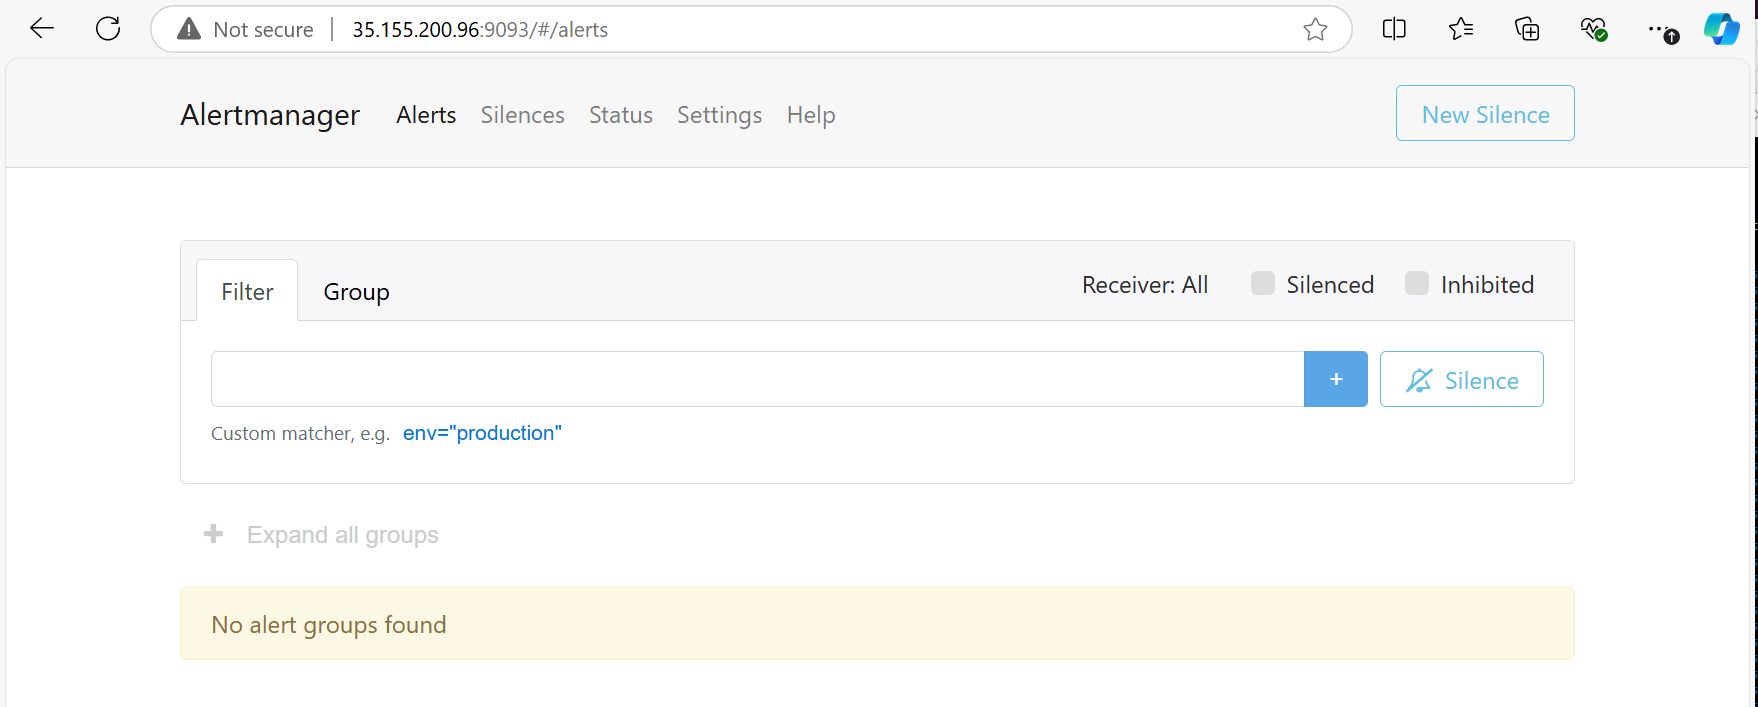 Not secure 35.155.200.96:9093/#/alerts
Alertmanager Alerts Silences Status Settings Help New Silence
Filter Group Receiver: All Silenced Inhibited
+ Silence
Custom matcher, e.g. env="production"
+ Expand all groups
No alert groups found